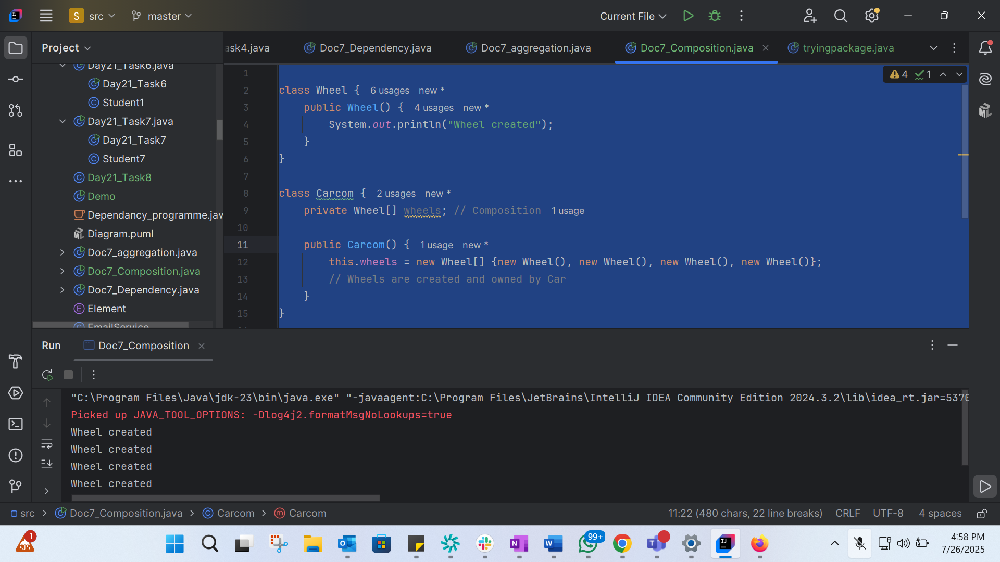 S src master Current File
Project
ask4.java Doc7_Dependency.java Doc7_aggregation.java Doc7_Composition.java tryingpackage.java
Day21_Task6.java
Day21_Task6
Student1
Day21_Task7.java
Day21_Task7
Student7
Day21_Task8
Demo
Dependancy_programme.jav
Diagram.puml
Doc7_aggregation.java
Doc7_Composition.java
Doc7_Dependency.java
Element
EmailService
4 1
1
2 class Wheel { 6 usages new *
3 public Wheel() { 4 usages new *
4 System.out.println("Wheel created");
5 }
6 }
7
8 class Carcom { 2 usages new *
9 private Wheel[] wheels; // Composition 1 usage
10
11 public Carcom() { 1 usage new *
12 this.wheels = new Wheel[] {new Wheel(), new Wheel(), new Wheel(), new Wheel()};
13 // Wheels are created and owned by Car
14 }
15 }
Run Doc7_Composition
"C:\Program Files\Java\jdk-23\bin\java.exe" "-javaagent:C:\Program Files\JetBrains\IntelliJ IDEA Community Edition 2024.3.2\lib\idea_rt.jar=5370
Picked up JAVA_TOOL_OPTIONS: -Dlog4j2.formatMsgNoLookups=true
Wheel created
Wheel created
Wheel created
Wheel created
src > Doc7_Composition.java > Carcom > Carcom
11:22 (480 chars, 22 line breaks) CRLF UTF-8 4 spaces
1
99+
4:58 PM
7/26/2025